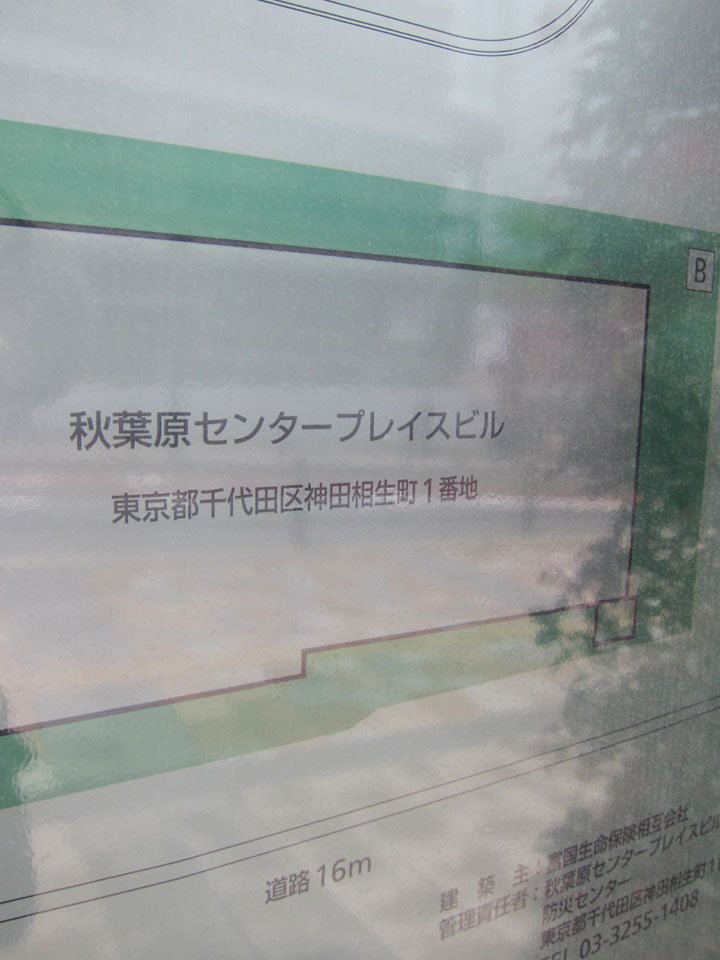 B
秋葉原センタープレイスビル
東京都千代田区神田相生町1番地
道路16m
建築主:富国生命保険相互会社
管理責任者:秋葉原センタープレイスビル
防災センター
東京都千代田区神田相生町1
TEL 03-3255-1408